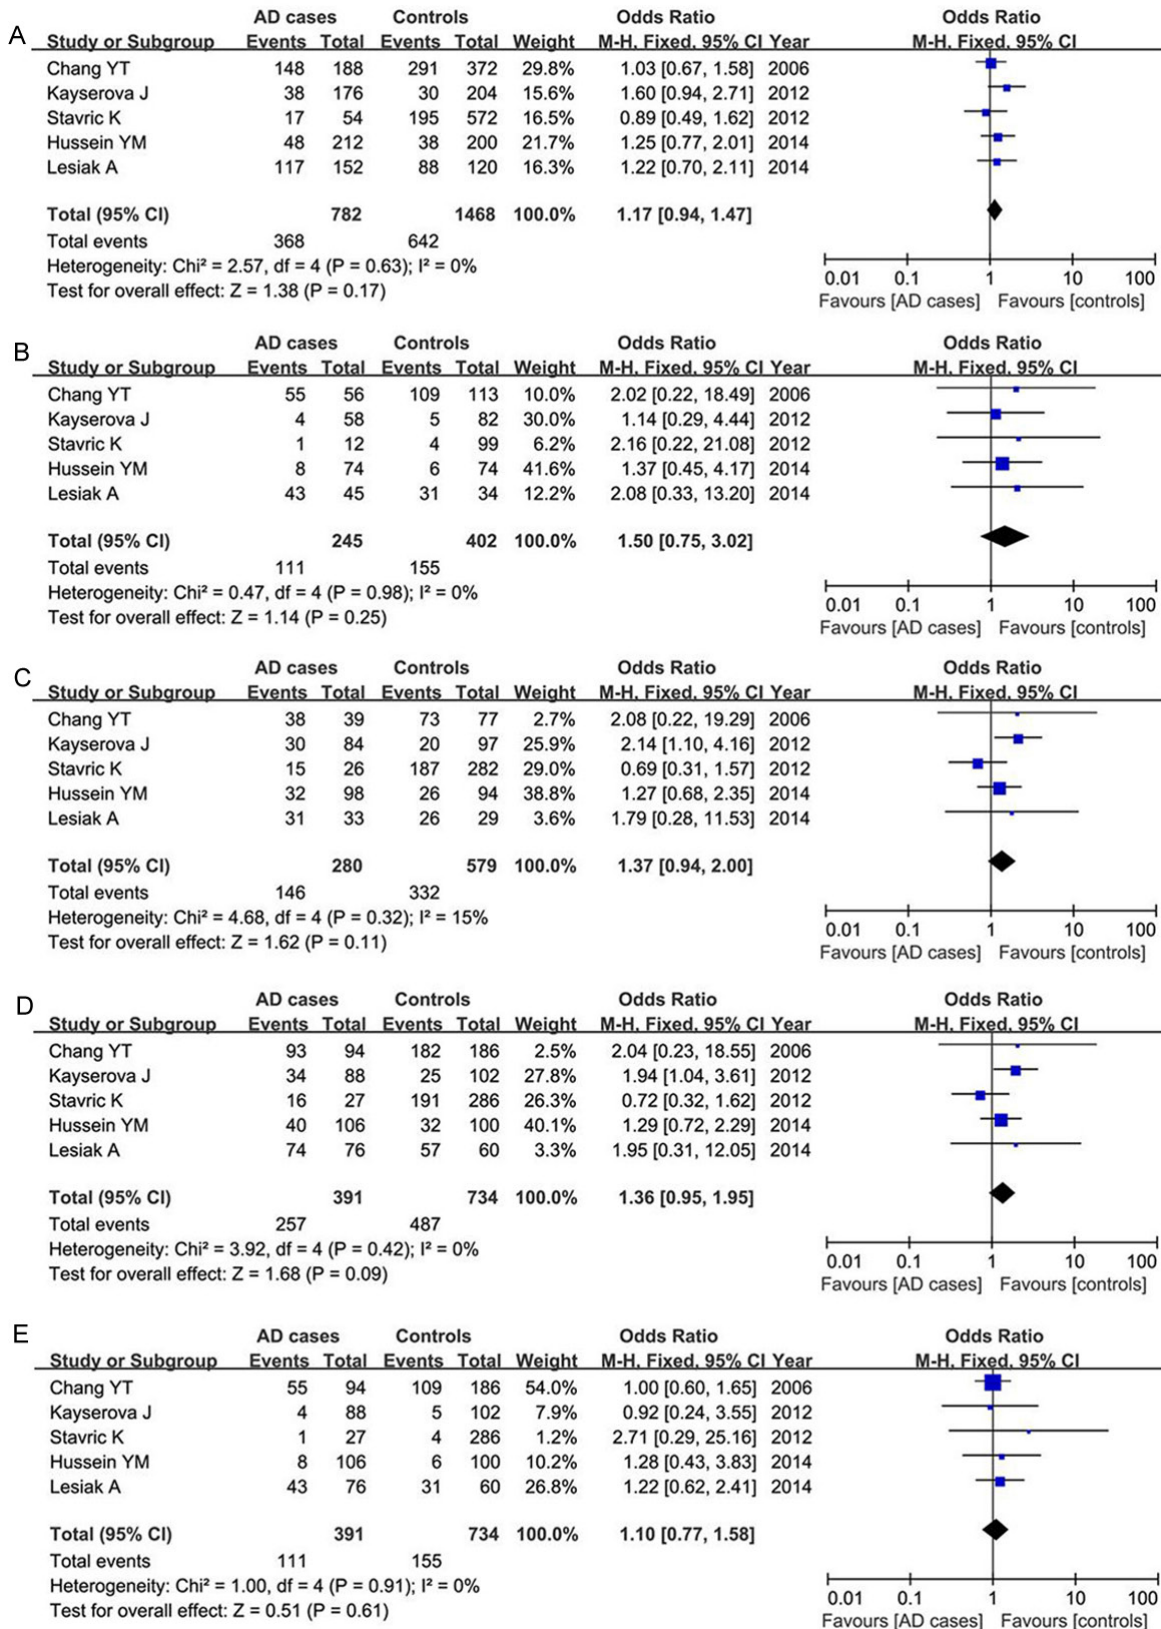 A
AD cases Controls Odds Ratio Odds Ratio
Study or Subgroup Events Total Events Total Weight M-H, Fixed, 95% CI Year M-H, Fixed, 95% CI
Chang YT 148 188 291 372 29.8% 1.03 [0.67, 1.58] 2006
Kayserova J 38 176 30 204 15.6% 1.60 [0.94, 2.71] 2012
Stavric K 17 54 195 572 16.5% 0.89 [0.49, 1.62] 2012
Hussein YM 48 212 38 200 21.7% 1.25 [0.77, 2.01] 2014
Lesiak A 117 152 88 120 16.3% 1.22 [0.70, 2.11] 2014
Total (95% CI) 782 1468 100.0% 1.17 [0.94, 1.47]
Total events 368 642
Heterogeneity: Chi² = 2.57, df = 4 (P = 0.63); I² = 0%
Test for overall effect: Z = 1.38 (P = 0.17)
0.01 0.1 1 10 100
Favours [AD cases] Favours [controls]
B
AD cases Controls Odds Ratio Odds Ratio
Study or Subgroup Events Total Events Total Weight M-H, Fixed, 95% CI Year M-H, Fixed, 95% CI
Chang YT 55 56 109 113 10.0% 2.02 [0.22, 18.49] 2006
Kayserova J 4 58 5 82 30.0% 1.14 [0.29, 4.44] 2012
Stavric K 1 12 4 99 6.2% 2.16 [0.22, 21.08] 2012
Hussein YM 8 74 6 74 41.6% 1.37 [0.45, 4.17] 2014
Lesiak A 43 45 31 34 12.2% 2.08 [0.33, 13.20] 2014
Total (95% CI) 245 402 100.0% 1.50 [0.75, 3.02]
Total events 111 155
Heterogeneity: Chi² = 0.47, df = 4 (P = 0.98); I² = 0%
Test for overall effect: Z = 1.14 (P = 0.25)
0.01 0.1 1 10 100
Favours [AD cases] Favours [controls]
C
AD cases Controls Odds Ratio Odds Ratio
Study or Subgroup Events Total Events Total Weight M-H, Fixed, 95% CI Year M-H, Fixed, 95% CI
Chang YT 38 39 73 77 2.7% 2.08 [0.22, 19.29] 2006
Kayserova J 30 84 20 97 25.9% 2.14 [1.10, 4.16] 2012
Stavric K 15 26 187 282 29.0% 0.69 [0.31, 1.57] 2012
Hussein YM 32 98 26 94 38.8% 1.27 [0.68, 2.35] 2014
Lesiak A 31 33 26 29 3.6% 1.79 [0.28, 11.53] 2014
Total (95% CI) 280 579 100.0% 1.37 [0.94, 2.00]
Total events 146 332
Heterogeneity: Chi² = 4.68, df = 4 (P = 0.32); I² = 15%
Test for overall effect: Z = 1.62 (P = 0.11)
0.01 0.1 1 10 100
Favours [AD cases] Favours [controls]
D
AD cases Controls Odds Ratio Odds Ratio
Study or Subgroup Events Total Events Total Weight M-H, Fixed, 95% CI Year M-H, Fixed, 95% CI
Chang YT 93 94 182 186 2.5% 2.04 [0.23, 18.55] 2006
Kayserova J 34 88 25 102 27.8% 1.94 [1.04, 3.61] 2012
Stavric K 16 27 191 286 26.3% 0.72 [0.32, 1.62] 2012
Hussein YM 40 106 32 100 40.1% 1.29 [0.72, 2.29] 2014
Lesiak A 74 76 57 60 3.3% 1.95 [0.31, 12.05] 2014
Total (95% CI) 391 734 100.0% 1.36 [0.95, 1.95]
Total events 257 487
Heterogeneity: Chi² = 3.92, df = 4 (P = 0.42); I² = 0%
Test for overall effect: Z = 1.68 (P = 0.09)
0.01 0.1 1 10 100
Favours [AD cases] Favours [controls]
E
AD cases Controls Odds Ratio Odds Ratio
Study or Subgroup Events Total Events Total Weight M-H, Fixed, 95% CI Year M-H, Fixed, 95% CI
Chang YT 55 94 109 186 54.0% 1.00 [0.60, 1.65] 2006
Kayserova J 4 88 5 102 7.9% 0.92 [0.24, 3.55] 2012
Stavric K 1 27 4 286 1.2% 2.71 [0.29, 25.16] 2012
Hussein YM 8 106 6 100 10.2% 1.28 [0.43, 3.83] 2014
Lesiak A 43 76 31 60 26.8% 1.22 [0.62, 2.41] 2014
Total (95% CI) 391 734 100.0% 1.10 [0.77, 1.58]
Total events 111 155
Heterogeneity: Chi² = 1.00, df = 4 (P = 0.91); I² = 0%
Test for overall effect: Z = 0.51 (P = 0.61)
0.01 0.1 1 10 100
Favours [AD cases] Favours [controls]